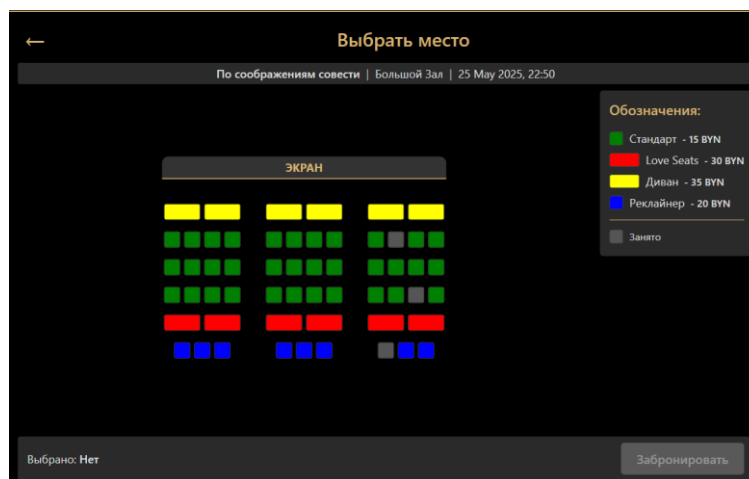 ← Выбрать место
По соображениям совести | Большой Зал | 25 May 2025, 22:50
Обозначения:
Стандарт - 15 BYN
Love Seats - 30 BYN
Диван - 35 BYN
Реклайнер - 20 BYN
Занято
ЭКРАН
Выбрано: Нет
Забронировать